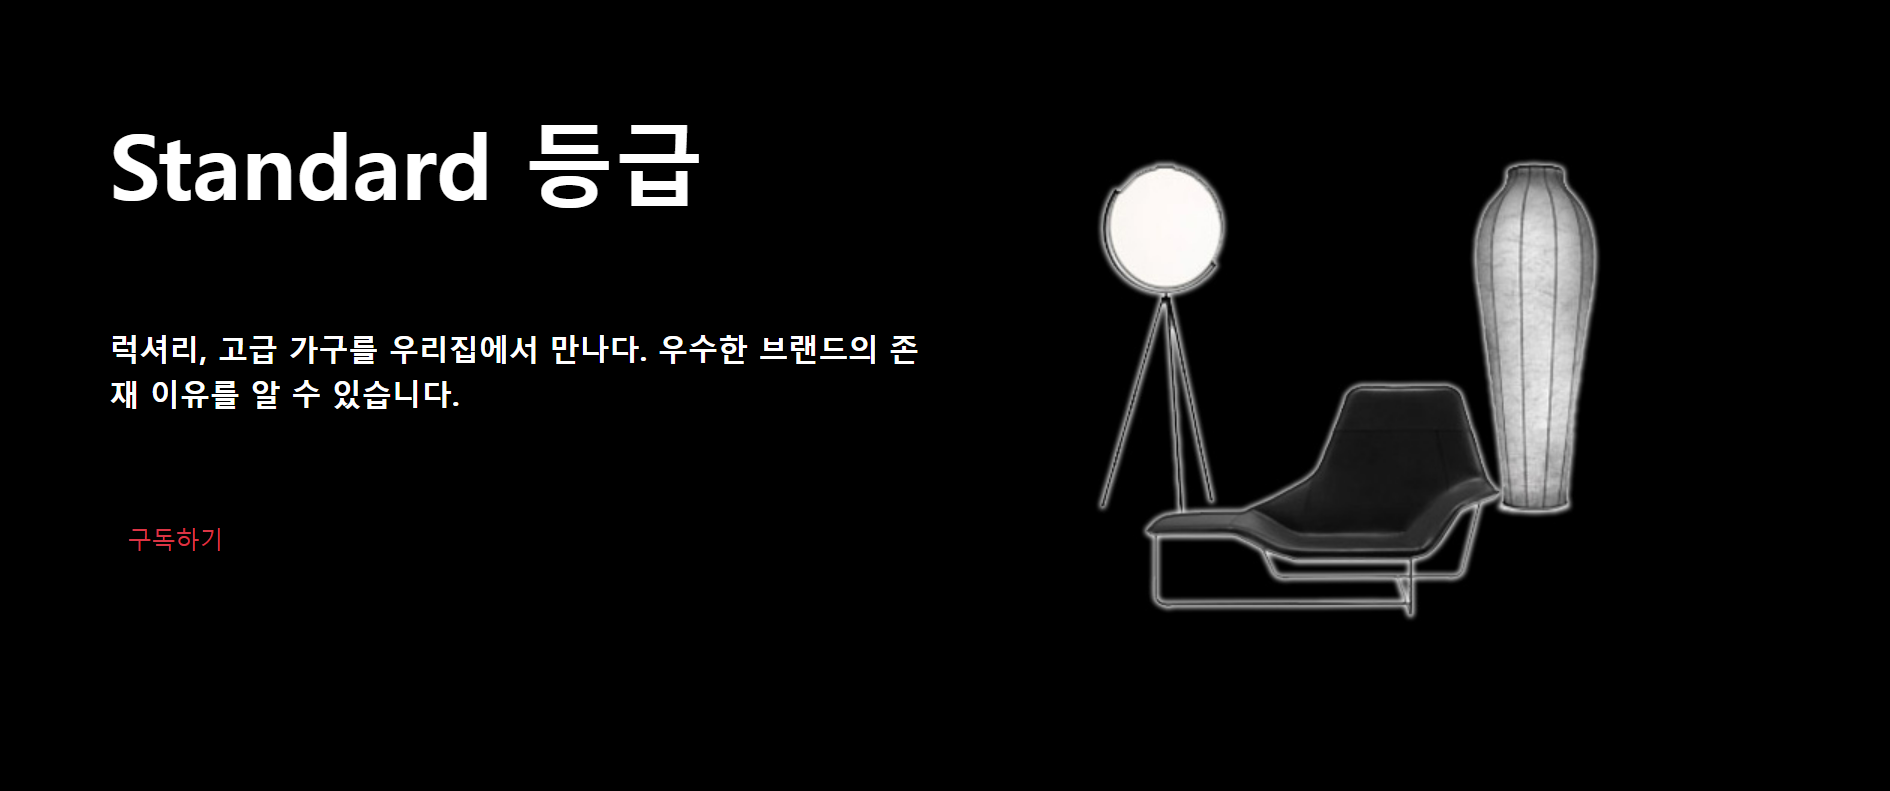 Standard 등급
럭셔리, 고급 가구를 우리집에서 만나다. 우수한 브랜드의 존
재 이유를 알 수 있습니다.
구독하기